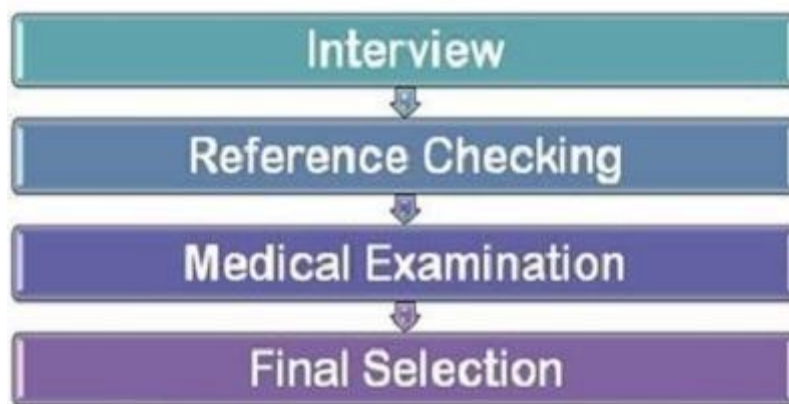 Interview
Reference Checking
Medical Examination
Final Selection